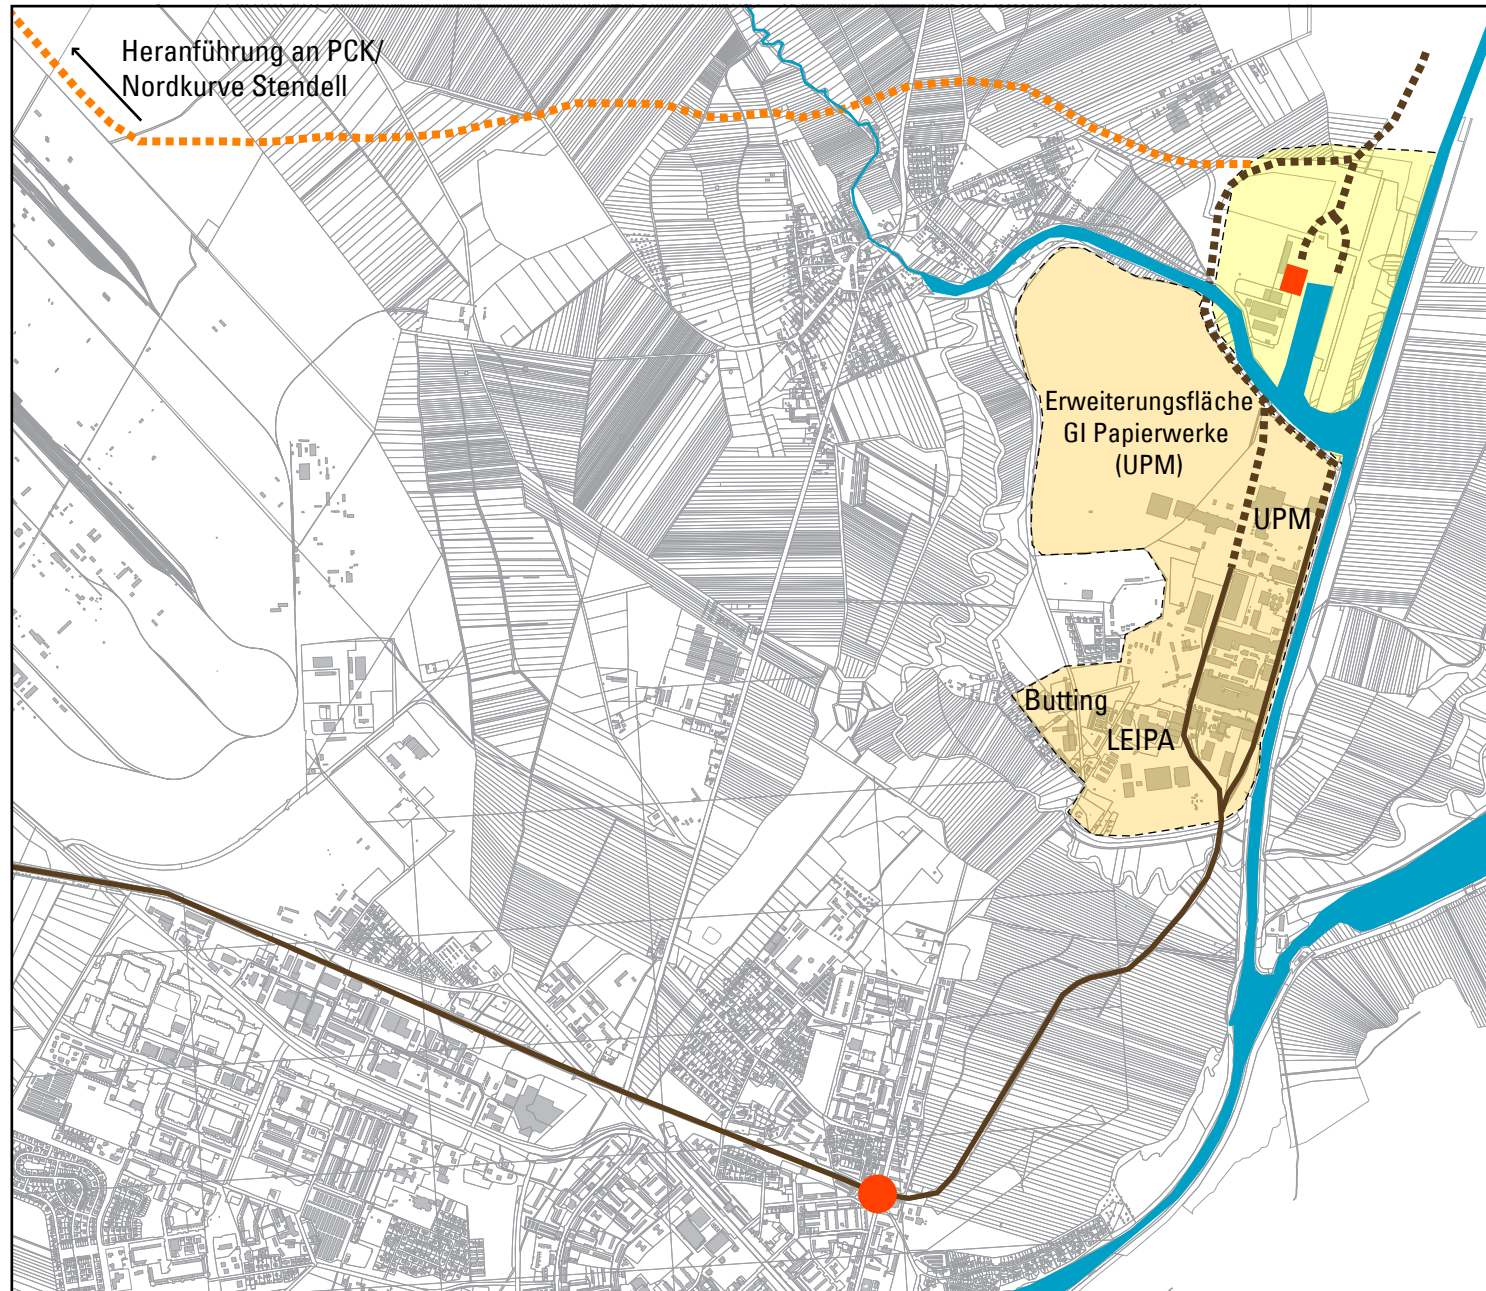 Heranführung an PCK/
Nordkurve Stendell
Erweiterungsfläche
GI Papierwerke
(UPM)
UPM
Butting
LEIPA